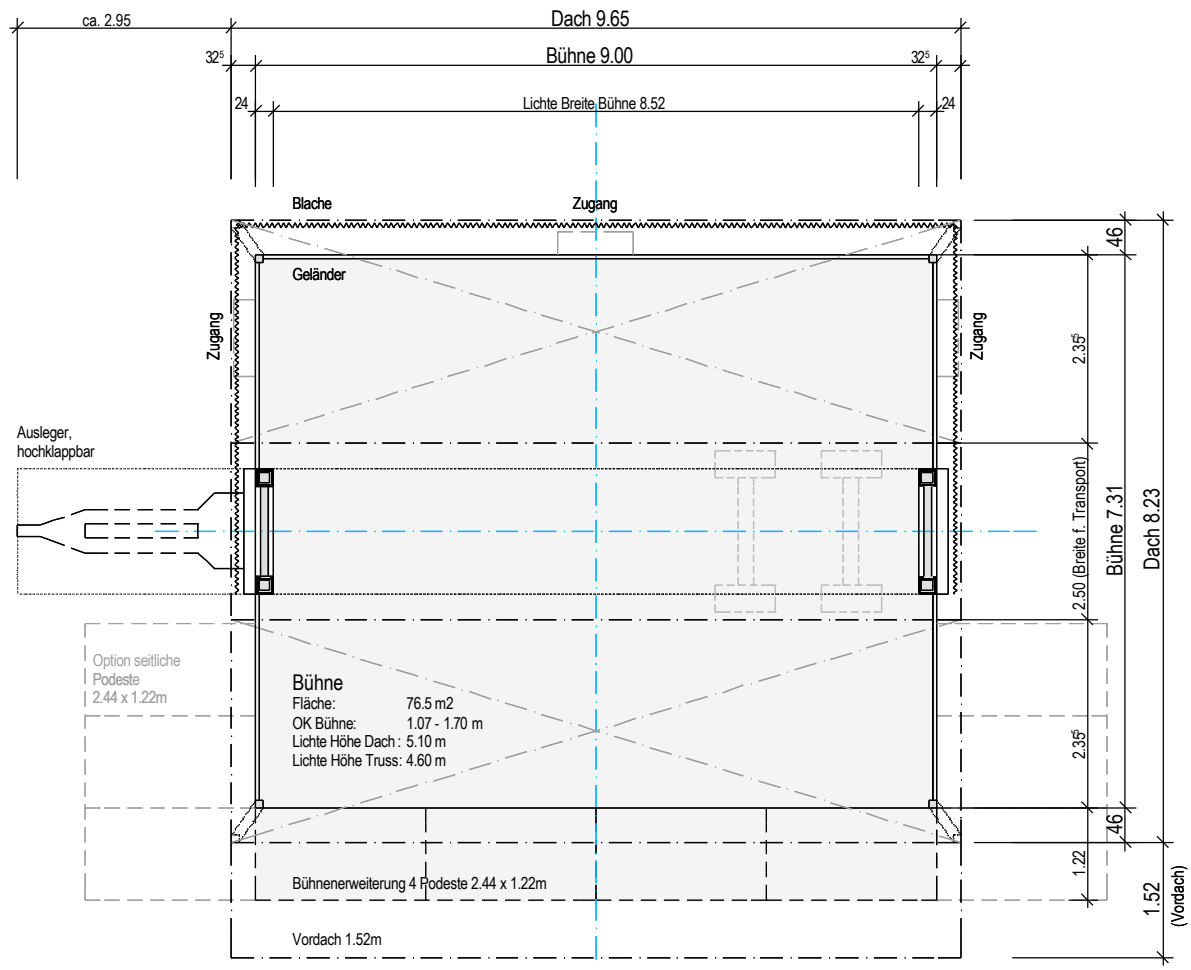 ca. 2.95
Dach 9.65
32⁵
Bühne 9.00
32⁵
24
Lichte Breite Bühne 8.52
24
Blache
Zugang
46
Geländer
Zugang
Zugang
2.35⁵
Ausleger,
hochklappbar
2.50 (Breite f. Transport)
Bühne 7.31
Dach 8.23
Option seitliche
Podeste
2.44 x 1.22m
Bühne
Fläche: 76.5 m2
OK Bühne: 1.07 - 1.70 m
Lichte Höhe Dach : 5.10 m
Lichte Höhe Truss: 4.60 m
2.35⁵
46
1.22
Bühnenerweiterung 4 Podeste 2.44 x 1.22m
1.52
(Vordach)
Vordach 1.52m